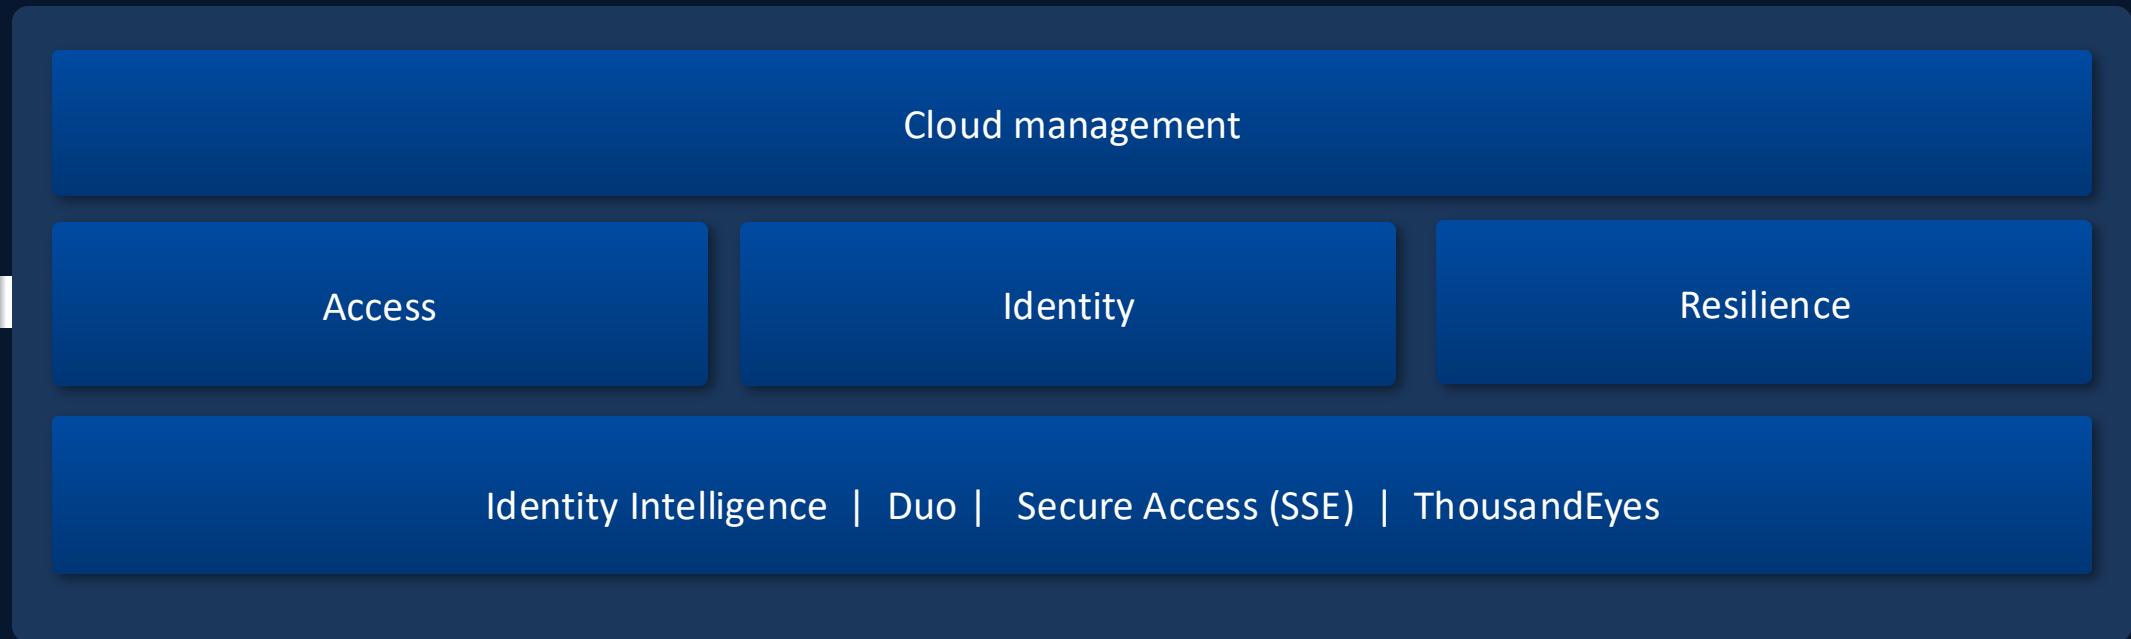 Cloud management
Access
Identity
Resilience
Identity Intelligence | Duo | Secure Access (SSE) | ThousandEyes